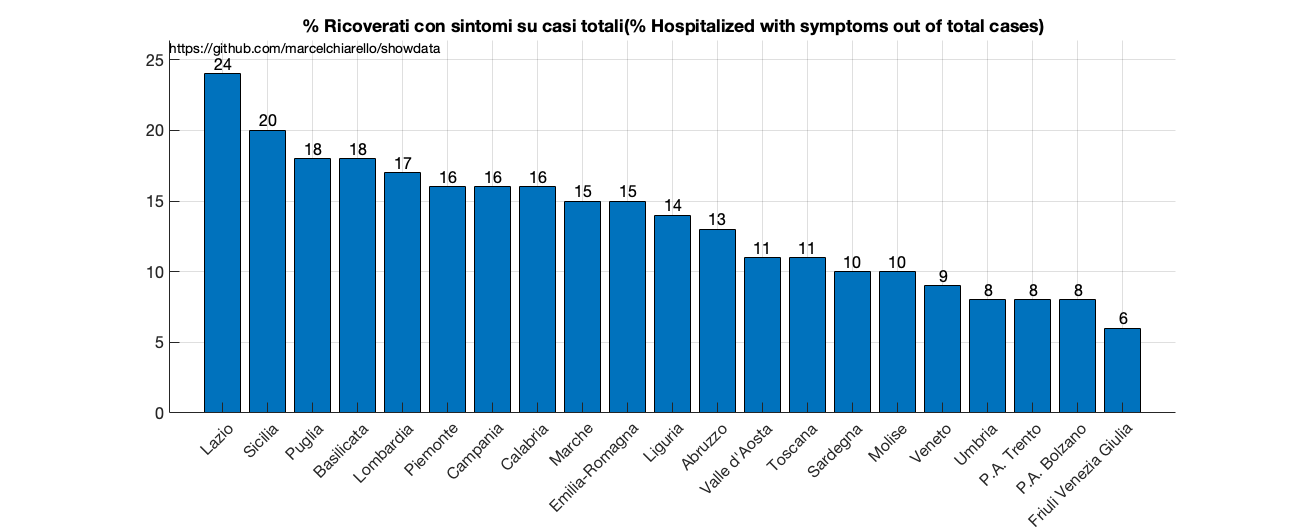 % Ricoverati con sintomi su casi totali(% Hospitalized with symptoms out of total cases)
https://github.com/marcelchiarello/showdata
25
20
15
10
5
0
24
20
18
18
17
16
16
16
15
15
14
13
11
11
10
10
9
8
8
8
6
Lazio
Sicilia
Puglia
Basilicata
Lombardia
Piemonte
Campania
Calabria
Marche
Emilia-Romagna
Liguria
Abruzzo
Valle d'Aosta
Toscana
Sardegna
Molise
Veneto
Umbria
P.A. Trento
P.A. Bolzano
Friuli Venezia Giulia